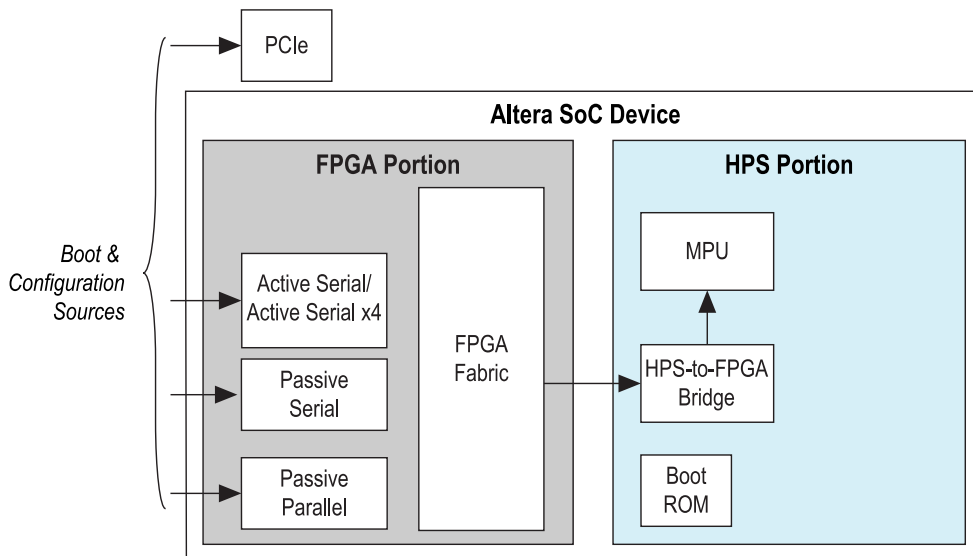 PCIe
Altera SoC Device
FPGA Portion
HPS Portion
Boot &
Configuration
Sources
Active Serial/
Active Serial x4
Passive
Serial
Passive
Parallel
FPGA
Fabric
MPU
HPS-to-FPGA
Bridge
Boot
ROM